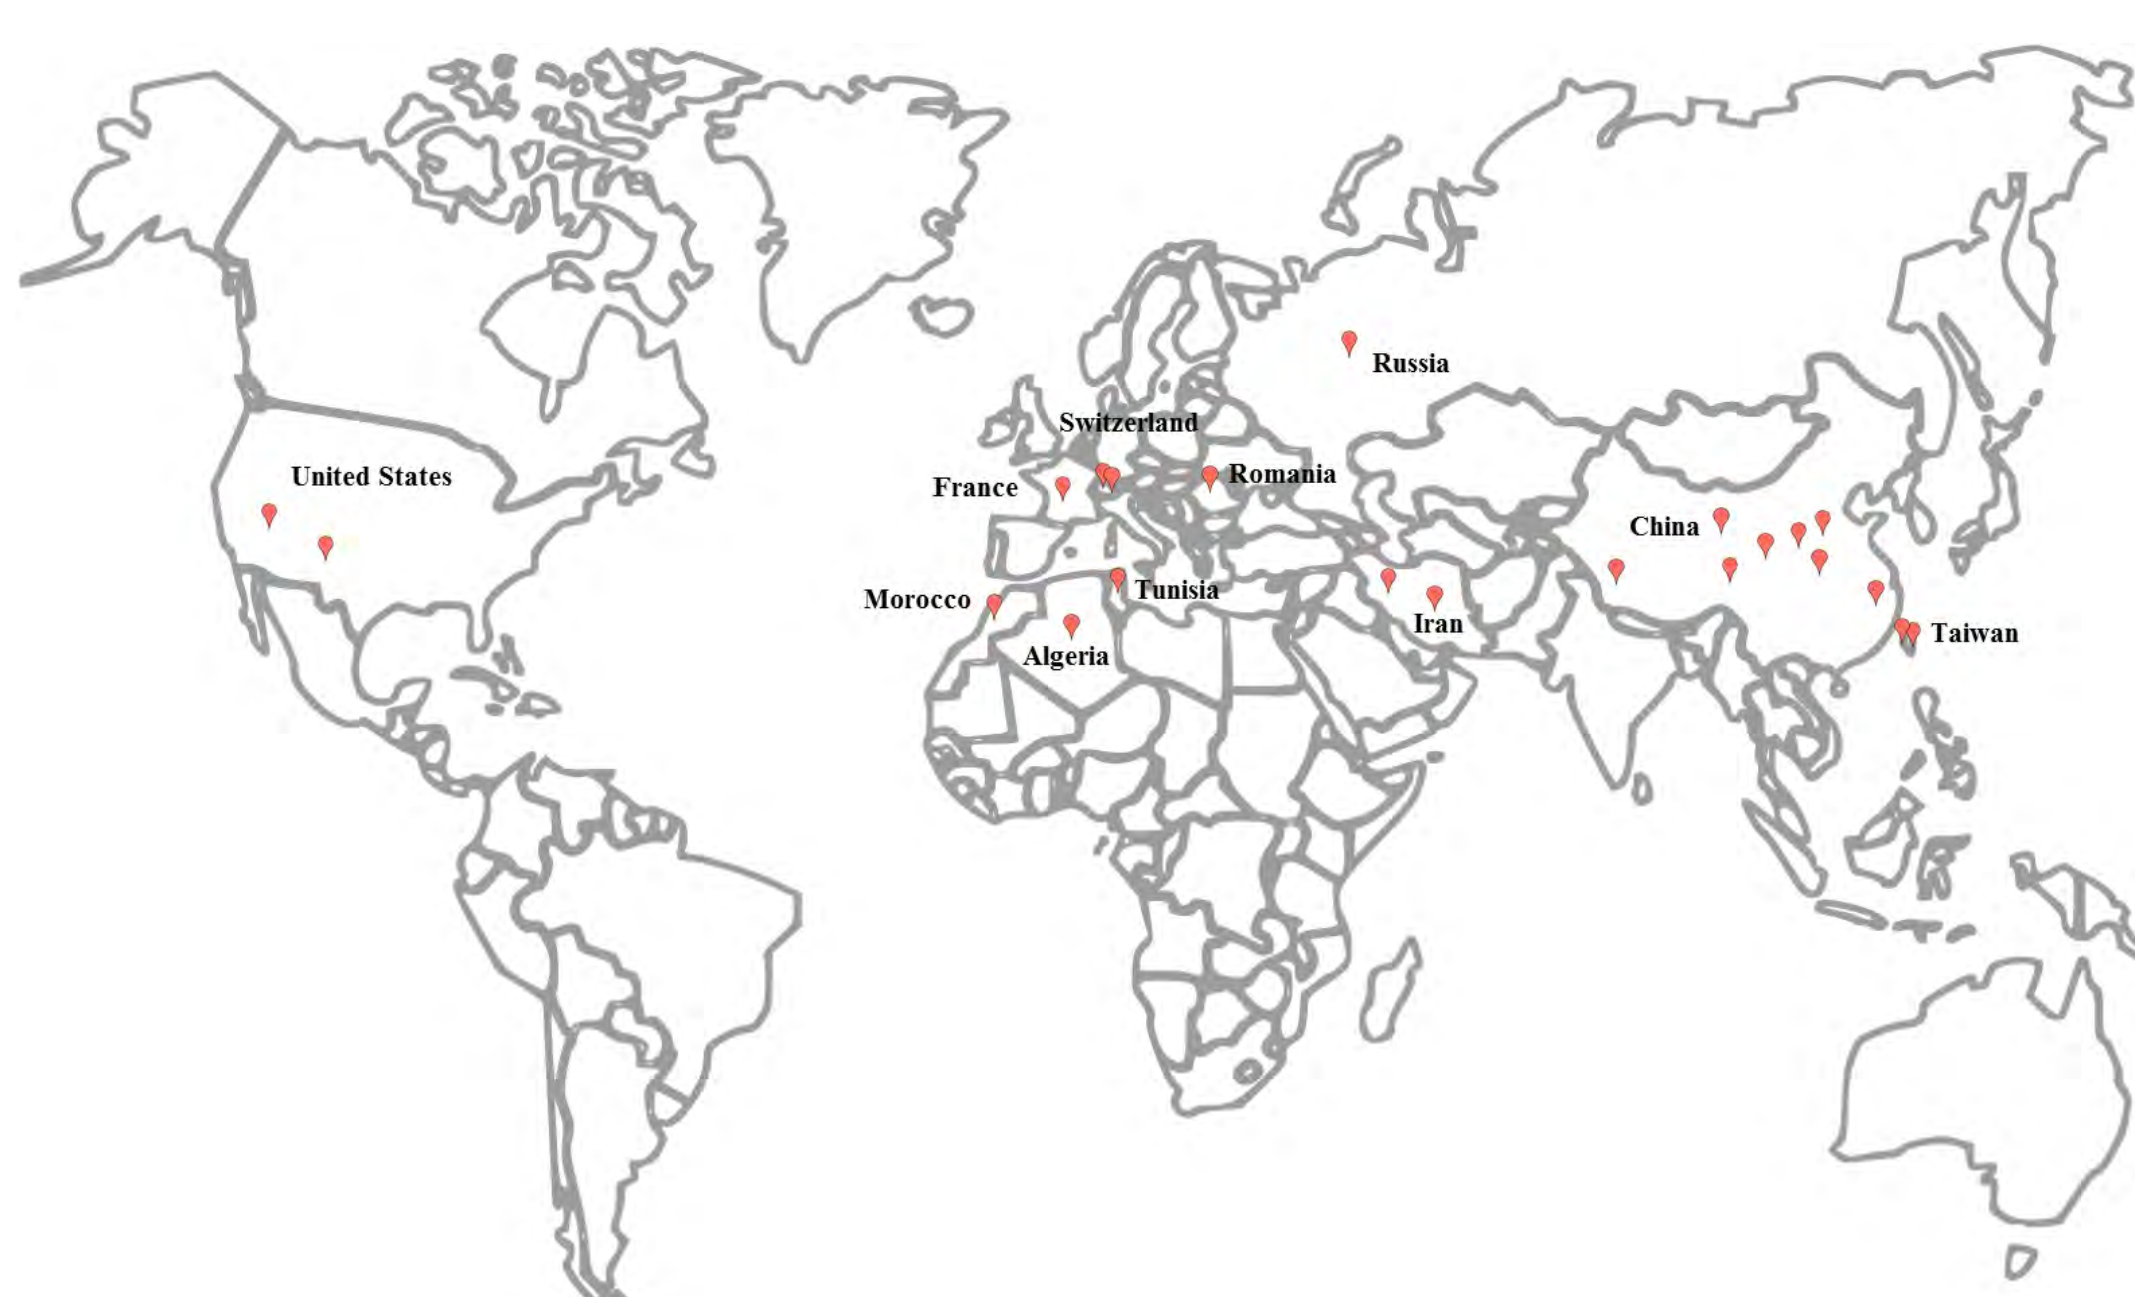 Russia
Switzerland
United States
France
Romania
China
Morocco
Tunisia
Iran
Taiwan
Algeria